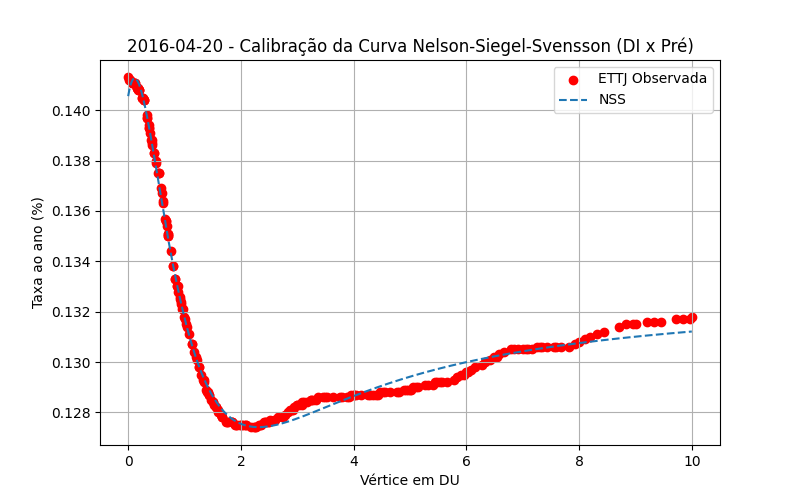 2016-04-20 - Calibração da Curva Nelson-Siegel-Svensson (DI x Pré)
ETTJ Observada
NSS
Taxa ao ano (%)
0.140
0.138
0.136
0.134
0.132
0.130
0.128
0 2 4 6 8 10
Vértice em DU